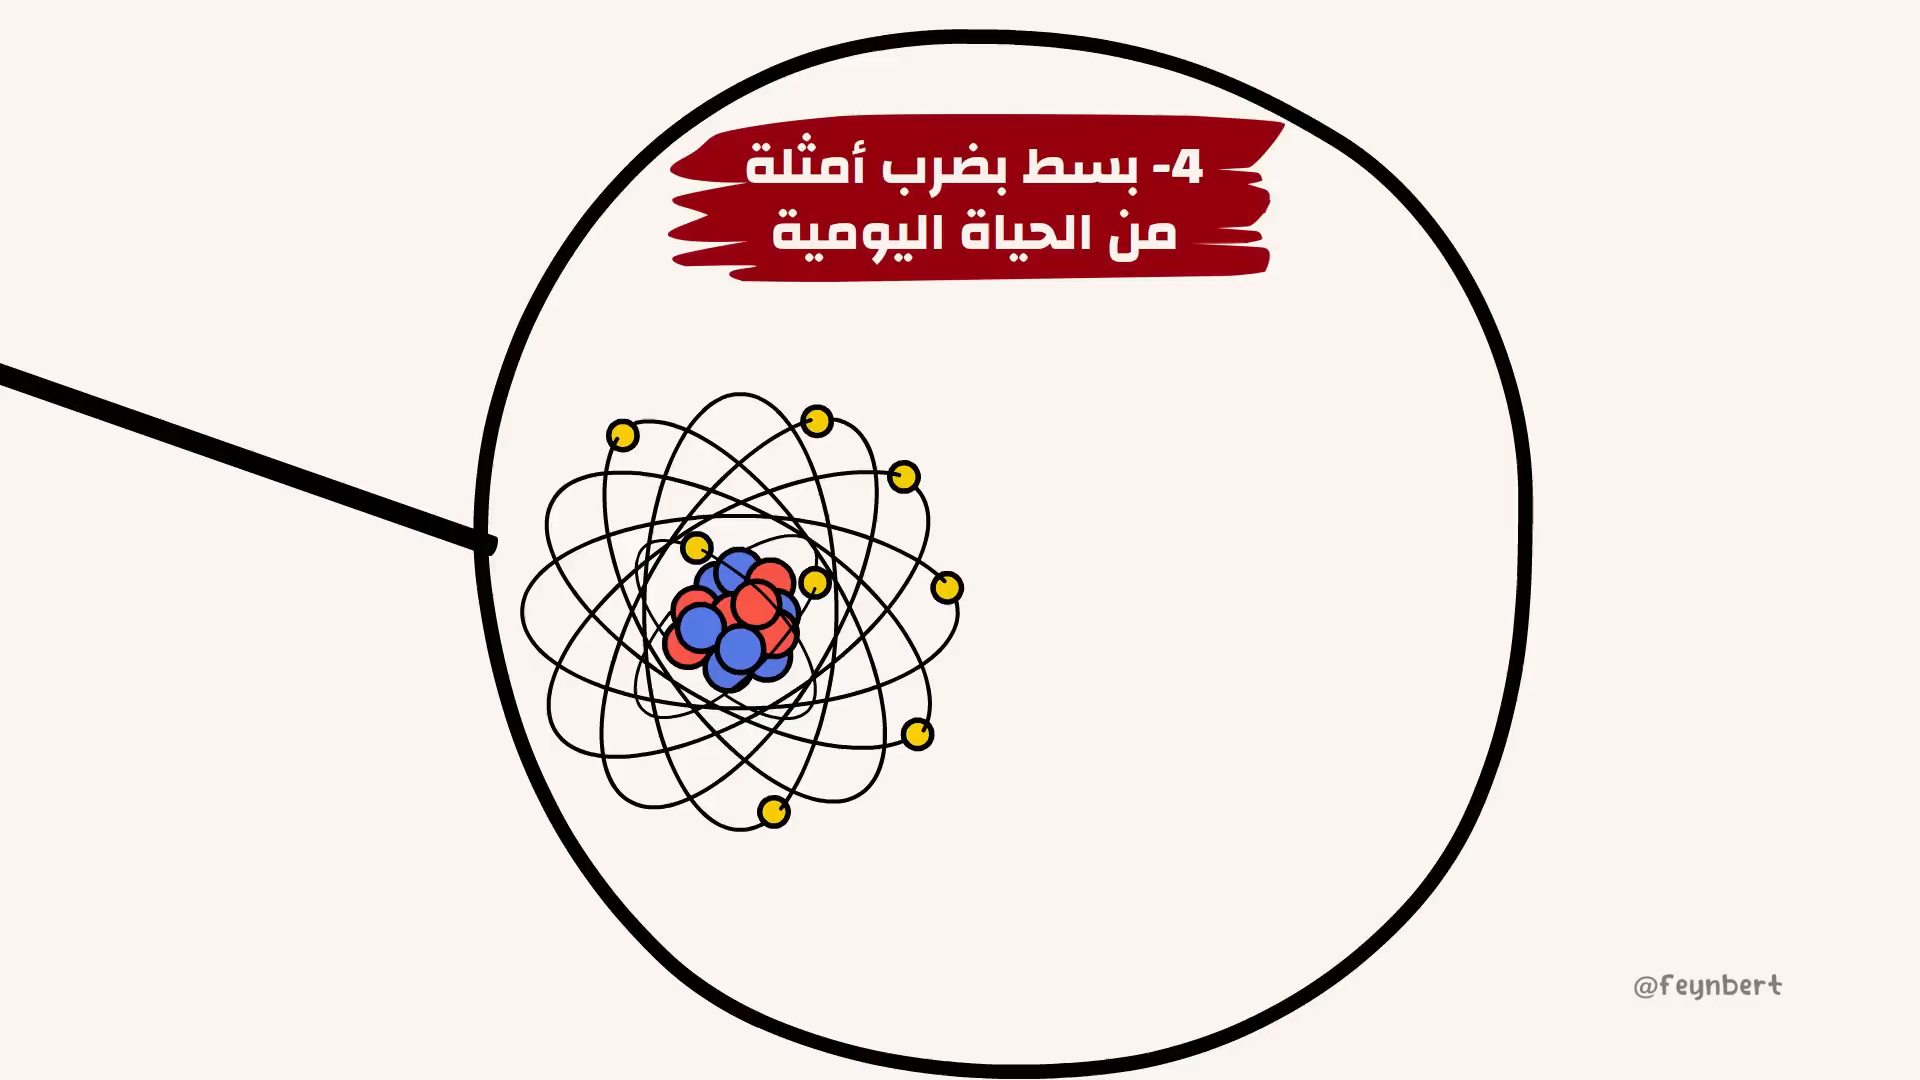 4- بسط بضرب أمثلة
من الحياة اليومية
@feynbert